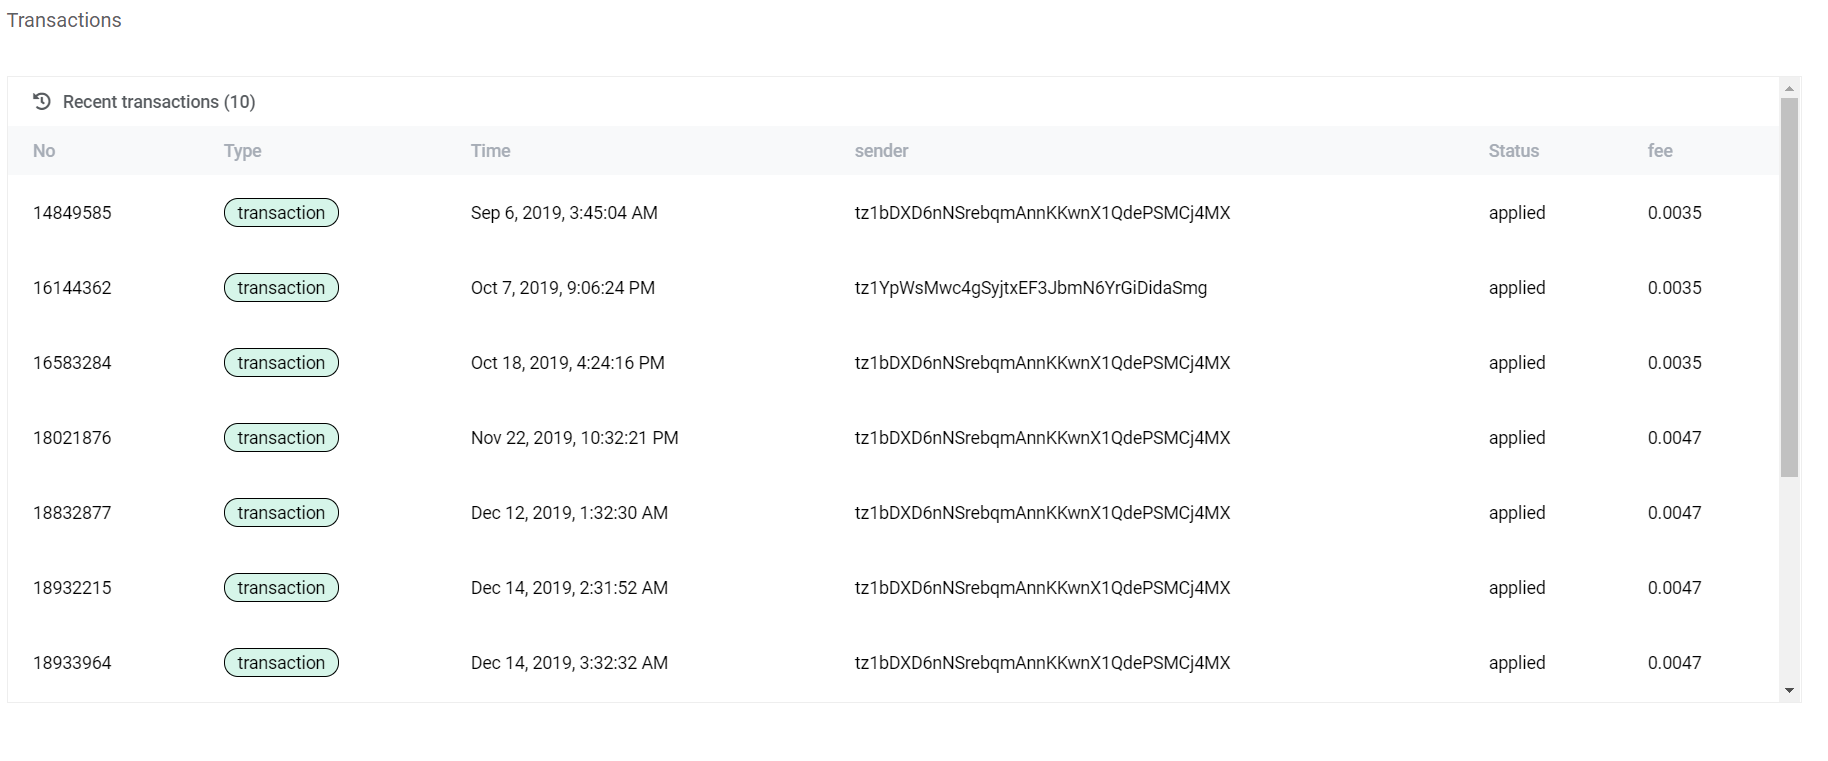 Transactions
Recent transactions (10)
No Type Time sender Status fee
14849585 transaction Sep 6, 2019, 3:45:04 AM tz1bDXD6nNSrebqmAnnKKwnX1QdePSMCj4MX applied 0.0035
16144362 transaction Oct 7, 2019, 9:06:24 PM tz1YpWsMwc4gSyjtxEF3JbmN6YrGiDidaSmg applied 0.0035
16583284 transaction Oct 18, 2019, 4:24:16 PM tz1bDXD6nNSrebqmAnnKKwnX1QdePSMCj4MX applied 0.0035
18021876 transaction Nov 22, 2019, 10:32:21 PM tz1bDXD6nNSrebqmAnnKKwnX1QdePSMCj4MX applied 0.0047
18832877 transaction Dec 12, 2019, 1:32:30 AM tz1bDXD6nNSrebqmAnnKKwnX1QdePSMCj4MX applied 0.0047
18932215 transaction Dec 14, 2019, 2:31:52 AM tz1bDXD6nNSrebqmAnnKKwnX1QdePSMCj4MX applied 0.0047
18933964 transaction Dec 14, 2019, 3:32:32 AM tz1bDXD6nNSrebqmAnnKKwnX1QdePSMCj4MX applied 0.0047